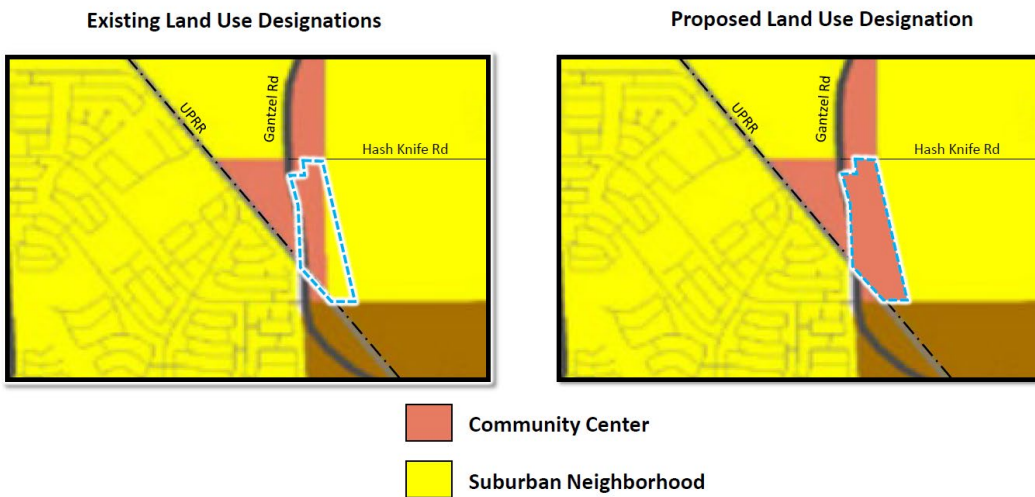 Existing Land Use Designations
Proposed Land Use Designation
UPRR
Gantzel Rd
Hash Knife Rd
UPRR
Gantzel Rd
Hash Knife Rd
Community Center
Suburban Neighborhood